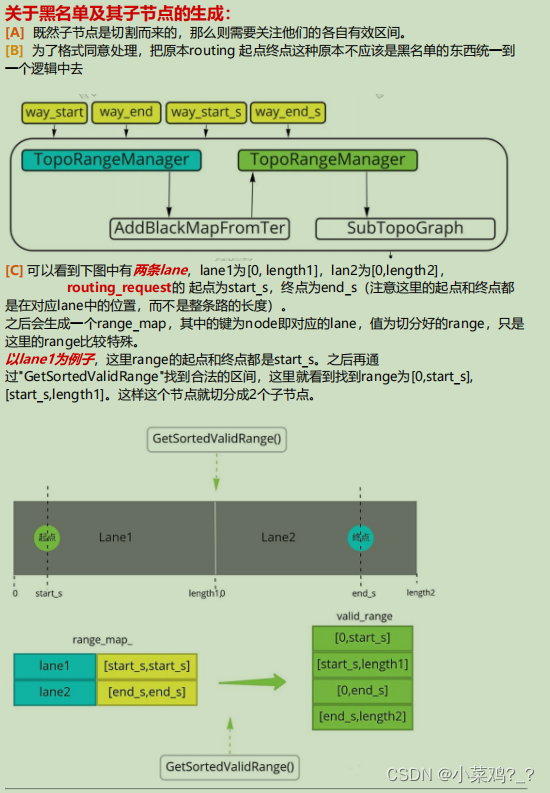 关于黑名单及其子节点的生成：
[A] 既然子节点是切割而来的，那么则需要关注他们的各自有效区间。
[B] 为了格式同意处理，把原本routing 起点终点这种原本不应该是黑名单的东西统一到
一个逻辑中去
way_start way_end way_start_s way_end_s
TopoRangeManager TopoRangeManager
AddBlackMapFromTer SubTopoGraph
[C] 可以看到下图中有两条lane，lane1为[0, length1]，lan2为[0,length2]，
routing_request的 起点为start_s，终点为end_s（注意这里的起点和终点都
是在对应lane中的位置，而不是整条路的长度）。
之后会生成一个range_map，其中的键为node即对应的lane，值为切分好的range，只是
这里的range比较特殊。
以lane1为例子，这里range的起点和终点都是start_s。之后再通
过"GetSortedValidRange"找到合法的区间，这里就看到找到range为[0,start_s],
[start_s,length1]。这样这个节点就切分成2个子节点。
GetSortedValidRange()
起点 Lane1 Lane2 终点
0 start_s length1,0 end_s length2
range_map_
valid_range
lane1 [start_s,start_s]
lane2 [end_s,end_s]
[0,start_s]
[start_s,length1]
[0,end_s]
[end_s,length2]
GetSortedValidRange()
CSDN @小菜鸡?_?